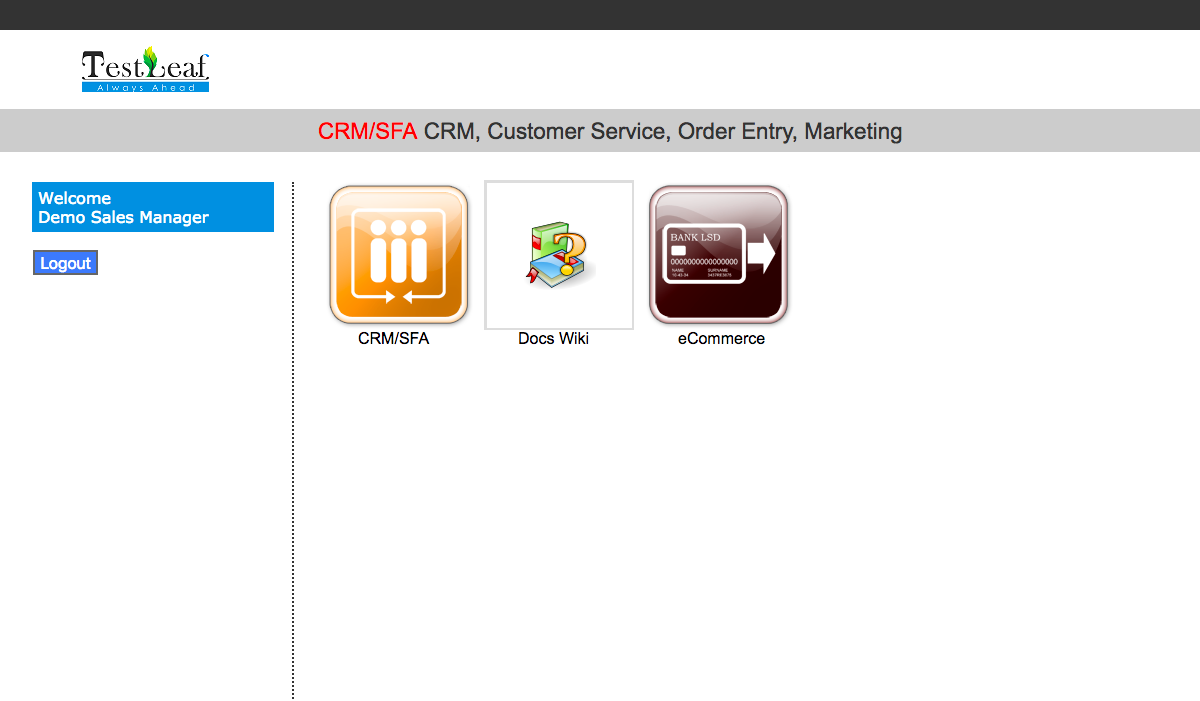 TestLeaf
Always Ahead
CRM/SFA CRM, Customer Service, Order Entry, Marketing
Welcome
Demo Sales Manager
Logout
BANK LSD
0000000000000000
NAME SURNAME
CRM/SFA
Docs Wiki
eCommerce